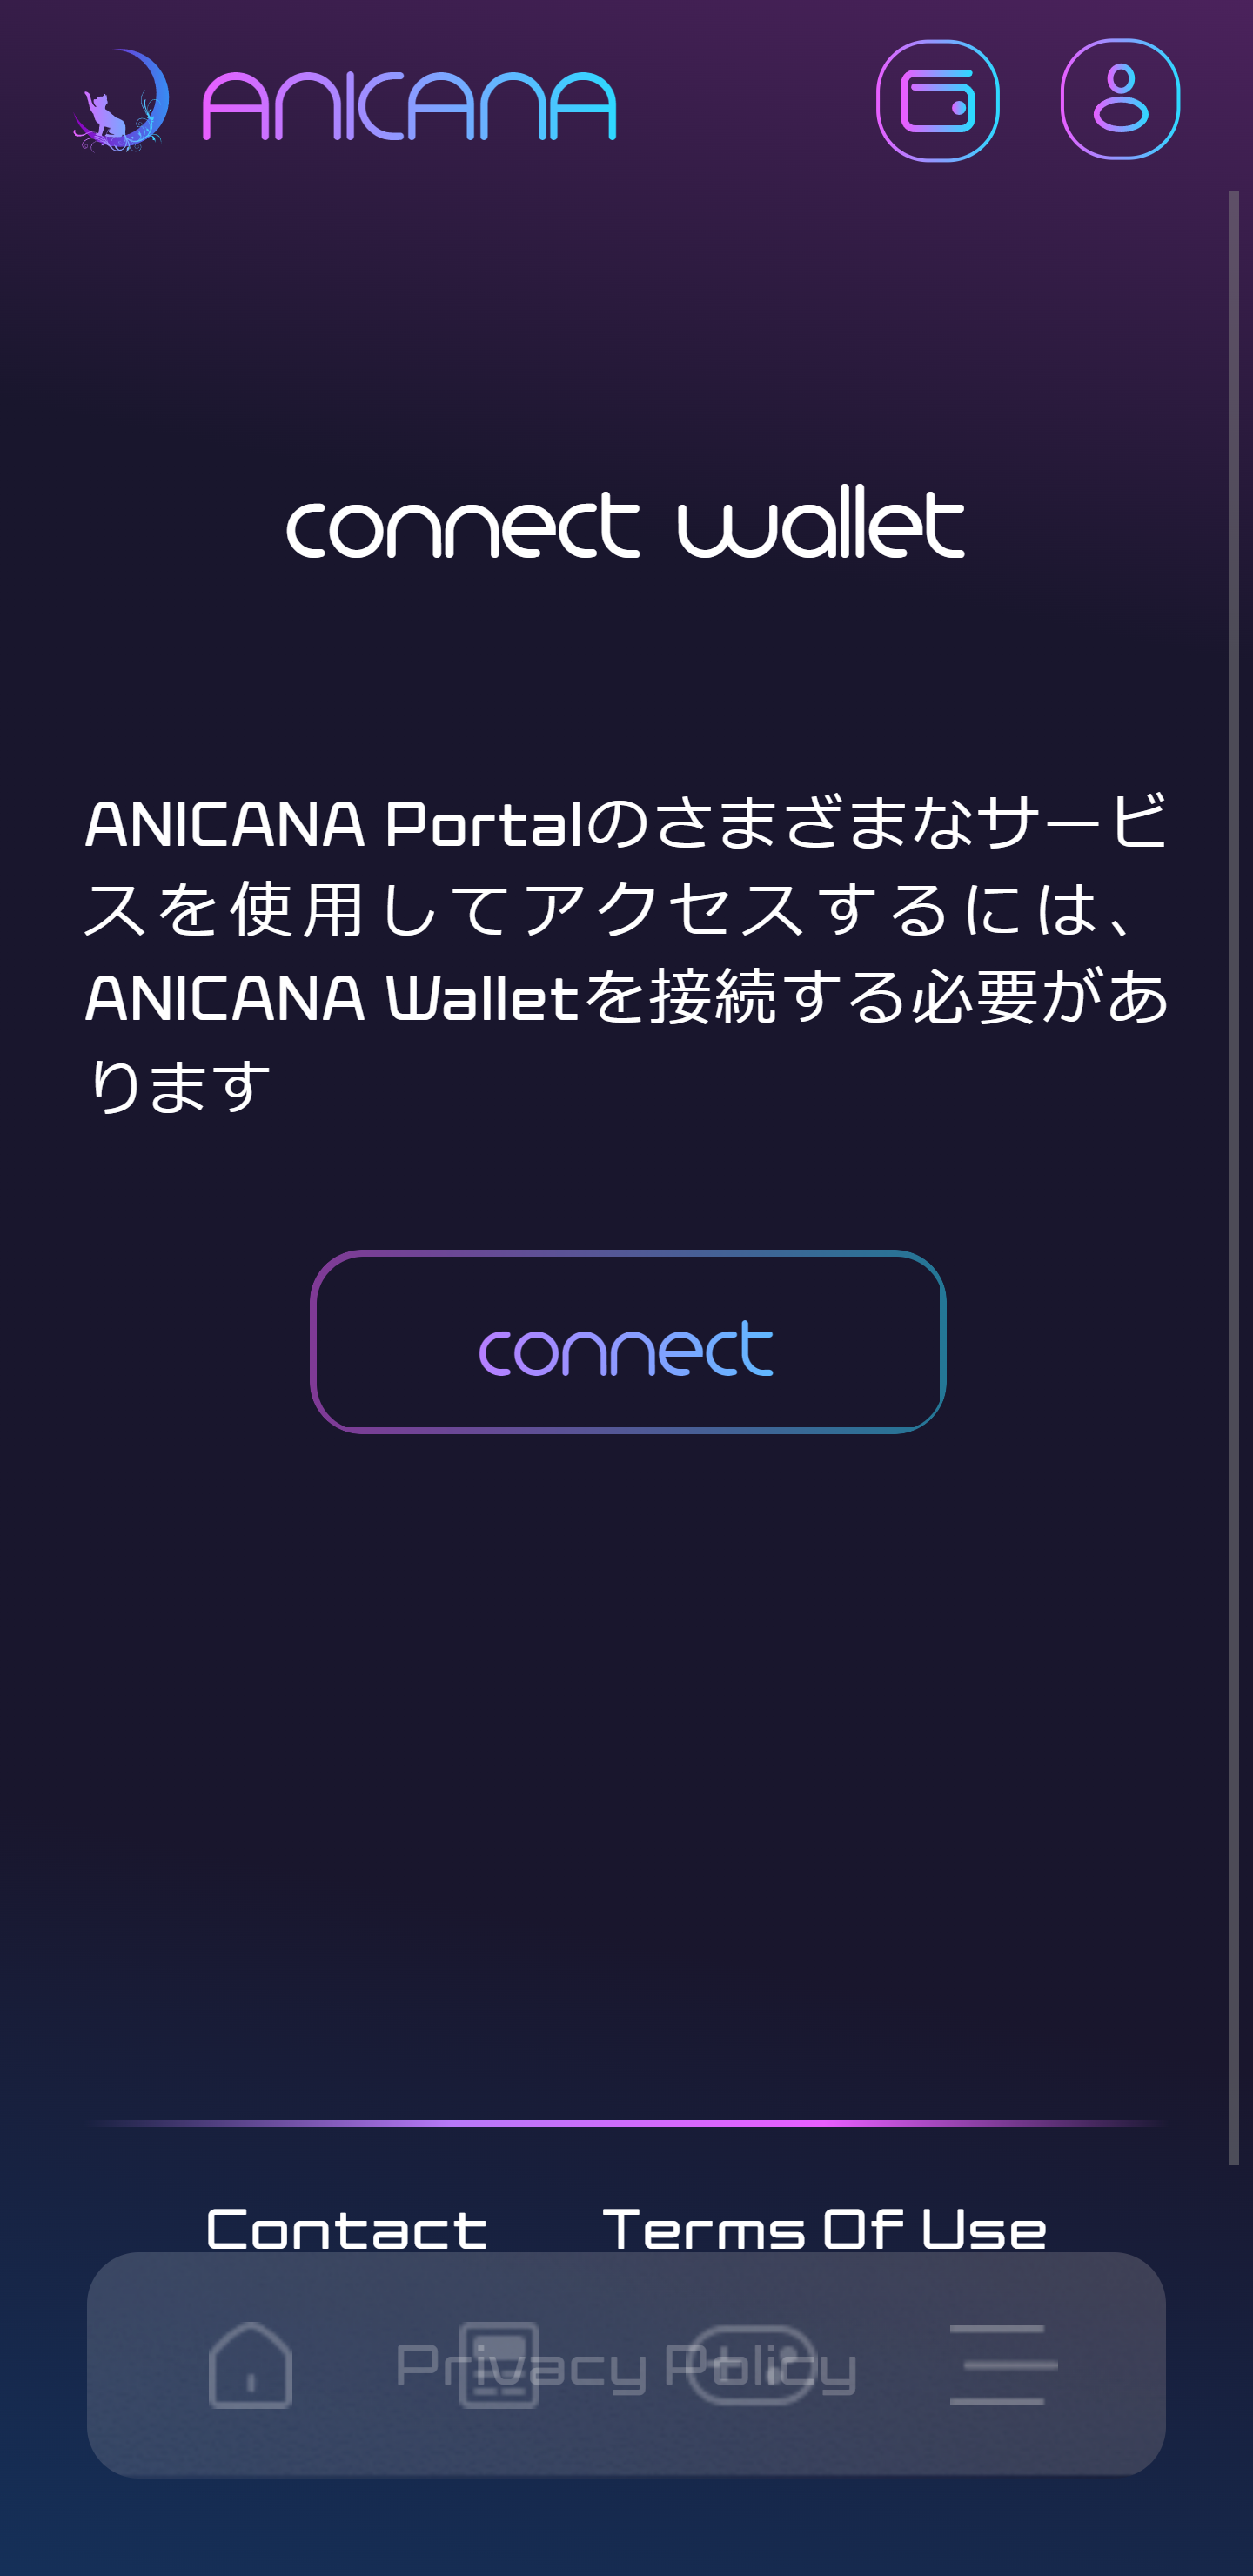 ANICANA
connect wallet
ANICANA Portalのさまざまなサービ
スを使用してアクセスするには、
ANICANA Walletを接続する必要があ
ります
connect
Contact Terms Of Use
Privacy Policy